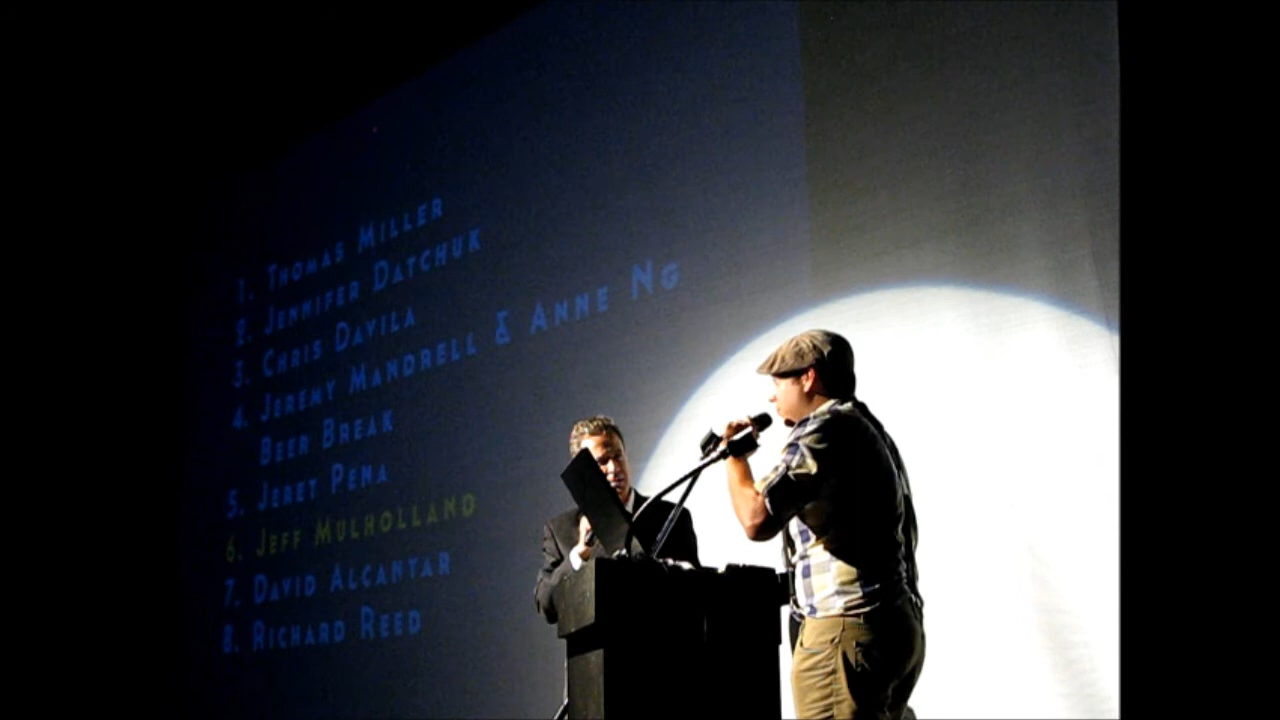 1. Thomas Miller
2. Jennifer Datchuk
3. Chris Davila
4. Jeremy Mandrell & Anne Ng
Beer Break
5. Jeret Pena
6. Jeff Mulholland
7. David Alcantar
8. Richard Reed